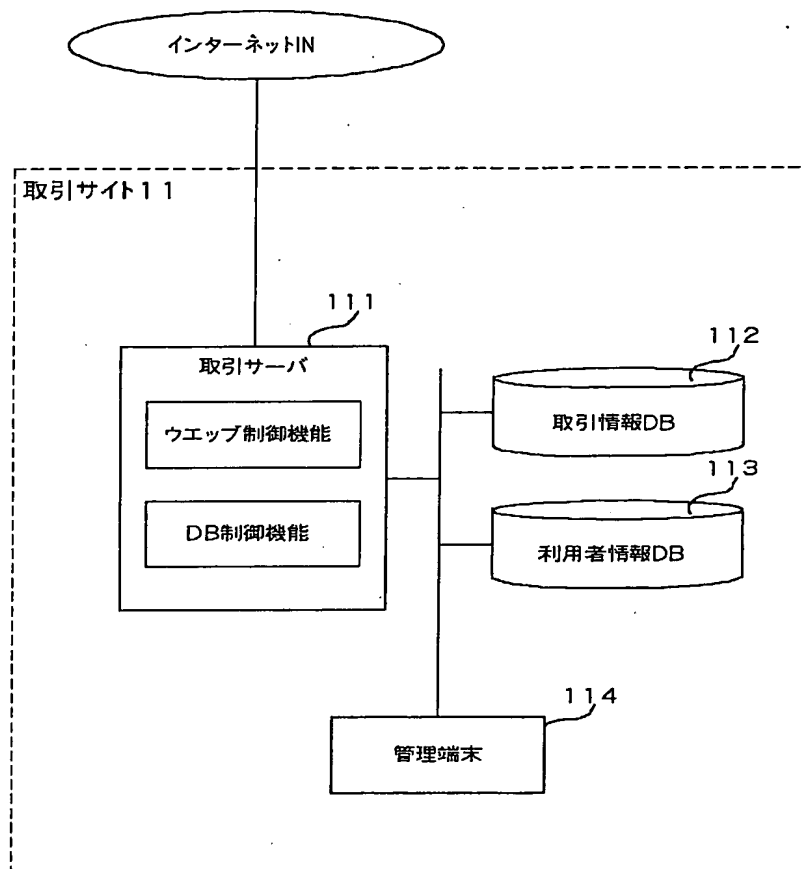 インターネットIN
取引サイト11
111
取引サーバ
ウエッブ制御機能
DB制御機能
112
取引情報DB
113
利用者情報DB
114
管理端末